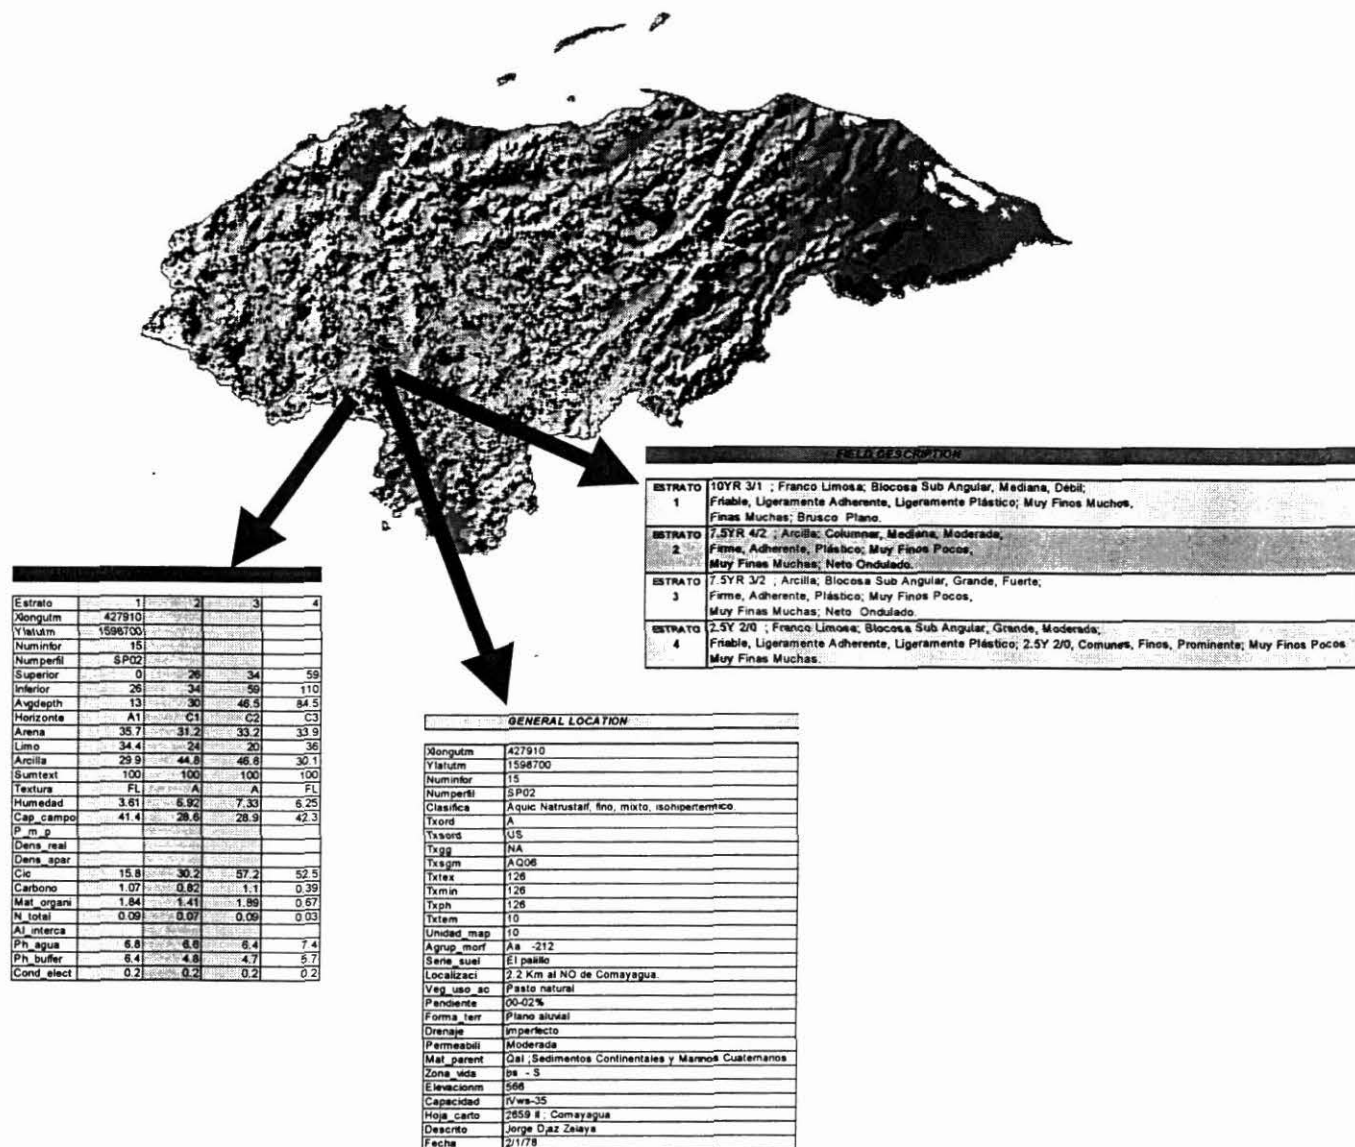 FIELD DESCRIPTION
ESTRATO 1 10YR 3/1 ; Franco Limosa; Blocosa Sub Angular, Mediana, Débil;
Friable, Ligeramente Adherente, Ligeramente Plástico; Muy Finos Muchos,
Finas Muchas; Brusco Plano.
ESTRATO 2 7.5YR 4/2 ; Arcilla; Columnar, Mediana, Moderada;
Firme, Adherente, Plástico; Muy Finos Pocos,
Muy Finas Muchas; Neto Ondulado.
ESTRATO 3 7.5YR 3/2 ; Arcilla; Blocosa Sub Angular, Grande, Fuerte;
Firme, Adherente, Plástico; Muy Finos Pocos,
Muy Finas Muchas; Neto Ondulado.
ESTRATO 4 2.5Y 2/0 ; Franco Limosa; Blocosa Sub Angular, Grande, Moderada;
Friable, Ligeramente Adherente, Ligeramente Plástico; 2.5Y 2/0, Comunes, Finos, Prominente; Muy Finos Pocos
Muy Finas Muchas.
Estrato 1 2 3 4
Xlongutm 427910
Ylatutm 1598700
Numinfor 15
Numperfil SP02
Superior 0 26 34 59
Inferior 26 34 59 110
Avgdepth 13 30 46.5 84.5
Horizonte A1 C1 C2 C3
Arena 35.7 31.2 33.2 33.9
Limo 34.4 24 20 36
Arcilla 29.9 44.8 46.8 30.1
Sumtext 100 100 100 100
Textura FL A A FL
Humedad 3.61 6.92 7.33 6.25
Cap_campo 41.4 28.6 28.9 42.3
P_m_p
Dens_real
Dens_apar
Cic 15.8 30.2 57.2 52.5
Carbono 1.07 0.82 1.1 0.39
Mat_organi 1.84 1.41 1.89 0.67
N_total 0.09 0.07 0.09 0.03
Al_interca
Ph_agua 6.8 6.6 6.4 7.4
Ph_buffer 6.4 4.8 4.7 5.7
Cond_elect 0.2 0.2 0.2 0.2
GENERAL LOCATION
Xlongutm 427910
Ylatutm 1598700
Numinfor 15
Numperfil SP02
Clasifica Aquic Natrustalf, fino, mixto, isohipertermico.
Txord A
Txsord US
Txgg NA
Txsgm AQ06
Txtex 126
Txmin 126
Txph 126
Txtem 10
Unidad_map 10
Agrup_morf Aa -212
Serie_suel El palillo
Localizaci 2.2 Km al NO de Comayagua.
Veg_uso_ac Pasto natural
Pendiente 00-02%
Forma_terr Plano aluvial
Drenaje Imperfecto
Permeabili Moderada
Mat_parent Qal ;Sedimentos Continentales y Marinos Cuaternanos
Zona_vida bs - S
Elevacionm 566
Capacidad IVws-35
Hoja_carto 2659 II ; Comayagua
Descrito Jorge D¡az Zelaya
Fecha 2/1/78